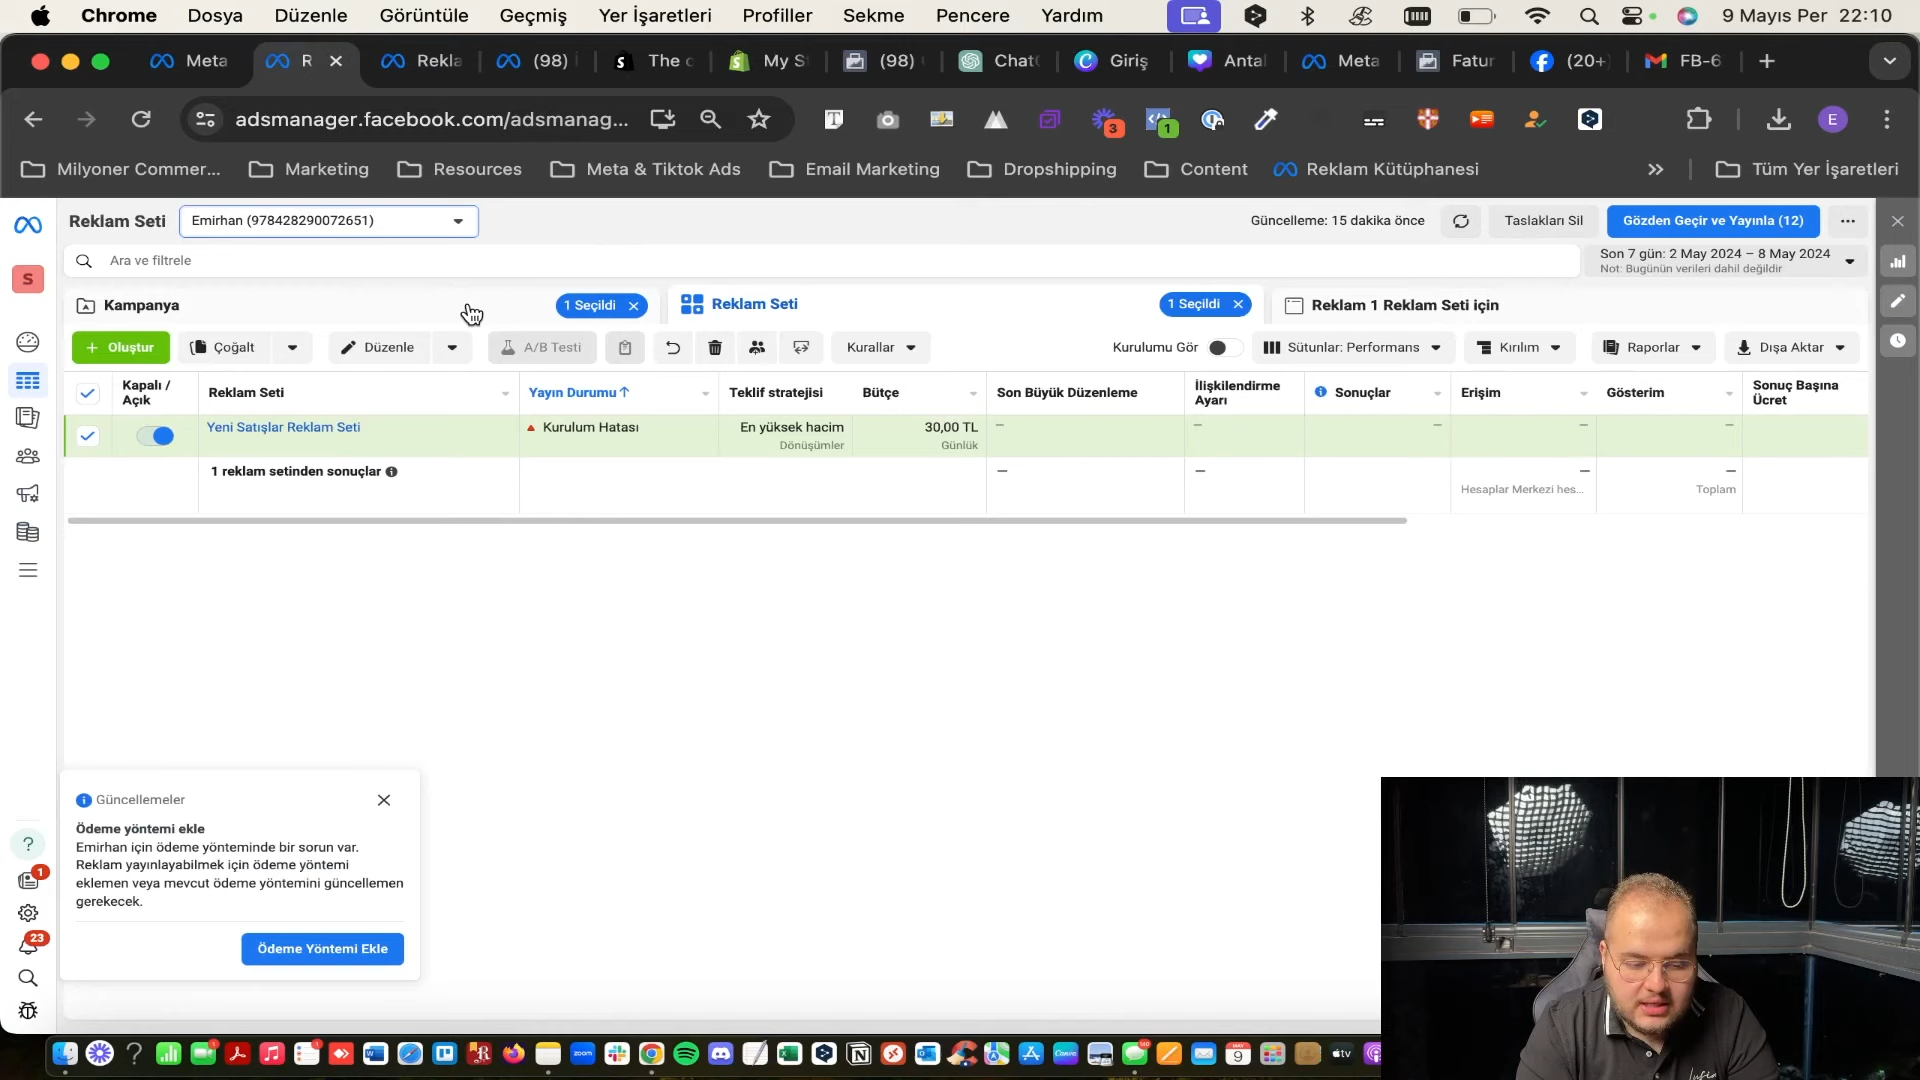 Chrome Dosya Düzenle Görüntüle Geçmiş Yer İşaretleri Profiller Sekme Pencere Yardım 9 Mayıs Per 22:10
Meta R Rekla (98) The c My S (98) Chat Giriş Antal Meta Fatur (20+ FB-6
adsmanager.facebook.com/adsmanag... 3 1 E
Milyoner Commer... Marketing Resources Meta & Tiktok Ads Email Marketing Dropshipping Content Reklam Kütüphanesi Tüm Yer İşaretleri
Reklam Seti Emirhan (978428290072651) Güncelleme: 15 dakika önce Taslakları Sil Gözden Geçir ve Yayınla (12)
Ara ve filtrele
Son 7 gün: 2 May 2024 – 8 May 2024
Not: Bugünün verileri dahil değildir
S
Kampanya 1 Seçildi Reklam Seti 1 Seçildi Reklam 1 Reklam Seti için
Oluştur Çoğalt Düzenle A/B Testi Kurallar Kurulumu Gör Sütunlar: Performans Kırılım Raporlar Dışa Aktar
Kapalı / Açık Reklam Seti Yayın Durumu Teklif stratejisi Bütçe Son Büyük Düzenleme İlişkilendirme Ayarı Sonuçlar Erişim Gösterim Sonuç Başına Ücret
Yeni Satışlar Reklam Seti Kurulum Hatası En yüksek hacim 30,00 TL – – – – –
Dönüşümler Günlük
1 reklam setinden sonuçlar — — — —
Hesaplar Merkezi hes... Toplam
Güncellemeler
Ödeme yöntemi ekle
Emirhan için ödeme yönteminde bir sorun var.
Reklam yayınlayabilmek için ödeme yöntemi
eklemen veya mevcut ödeme yöntemini güncellemen
gerekecek.
Ödeme Yöntemi Ekle
1
23
zoom
Canva
9
tv